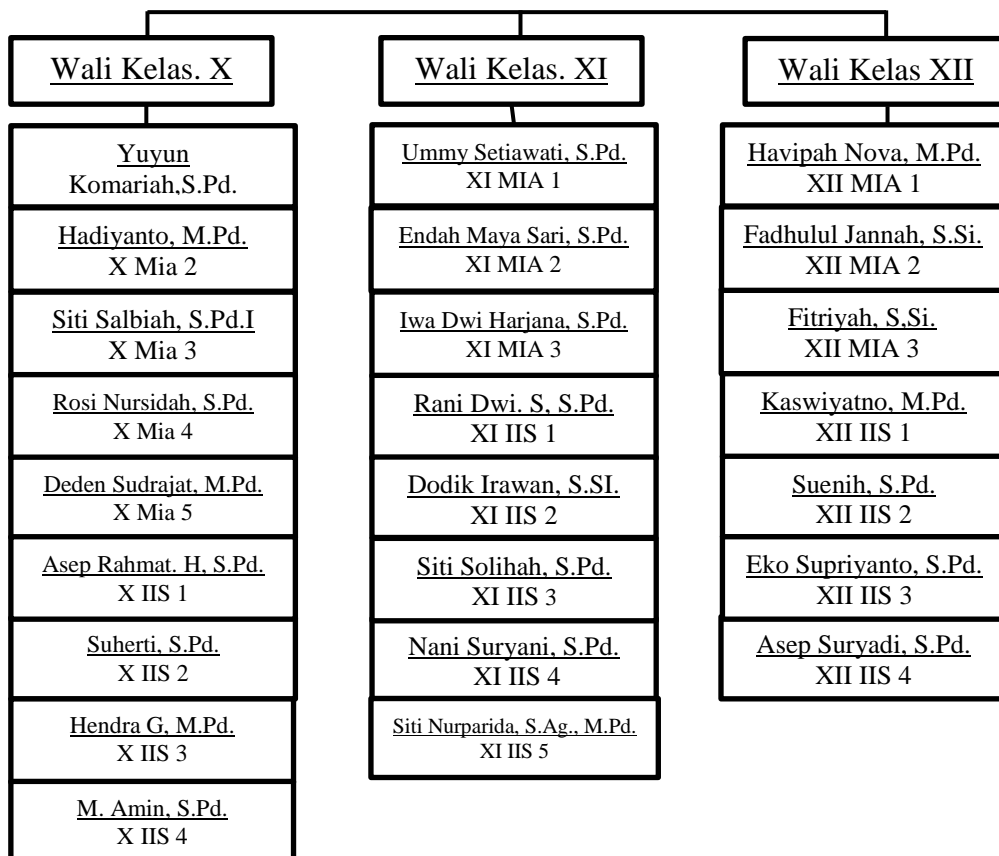 Wali Kelas. X
Yuyun
Komariah,S.Pd.
Hadiyanto, M.Pd.
X Mia 2
Siti Salbiah, S.Pd.I
X Mia 3
Rosi Nursidah, S.Pd.
X Mia 4
Deden Sudrajat, M.Pd.
X Mia 5
Asep Rahmat. H, S.Pd.
X IIS 1
Suherti, S.Pd.
X IIS 2
Hendra G, M.Pd.
X IIS 3
M. Amin, S.Pd.
X IIS 4
Wali Kelas. XI
Ummy Setiawati, S.Pd.
XI MIA 1
Endah Maya Sari, S.Pd.
XI MIA 2
Iwa Dwi Harjana, S.Pd.
XI MIA 3
Rani Dwi. S, S.Pd.
XI IIS 1
Dodik Irawan, S.SI.
XI IIS 2
Siti Solihah, S.Pd.
XI IIS 3
Nani Suryani, S.Pd.
XI IIS 4
Siti Nurparida, S.Ag., M.Pd.
XI IIS 5
Wali Kelas XII
Havipah Nova, M.Pd.
XII MIA 1
Fadhulul Jannah, S.Si.
XII MIA 2
Fitriyah, S,Si.
XII MIA 3
Kaswiyatno, M.Pd.
XII IIS 1
Suenih, S.Pd.
XII IIS 2
Eko Supriyanto, S.Pd.
XII IIS 3
Asep Suryadi, S.Pd.
XII IIS 4